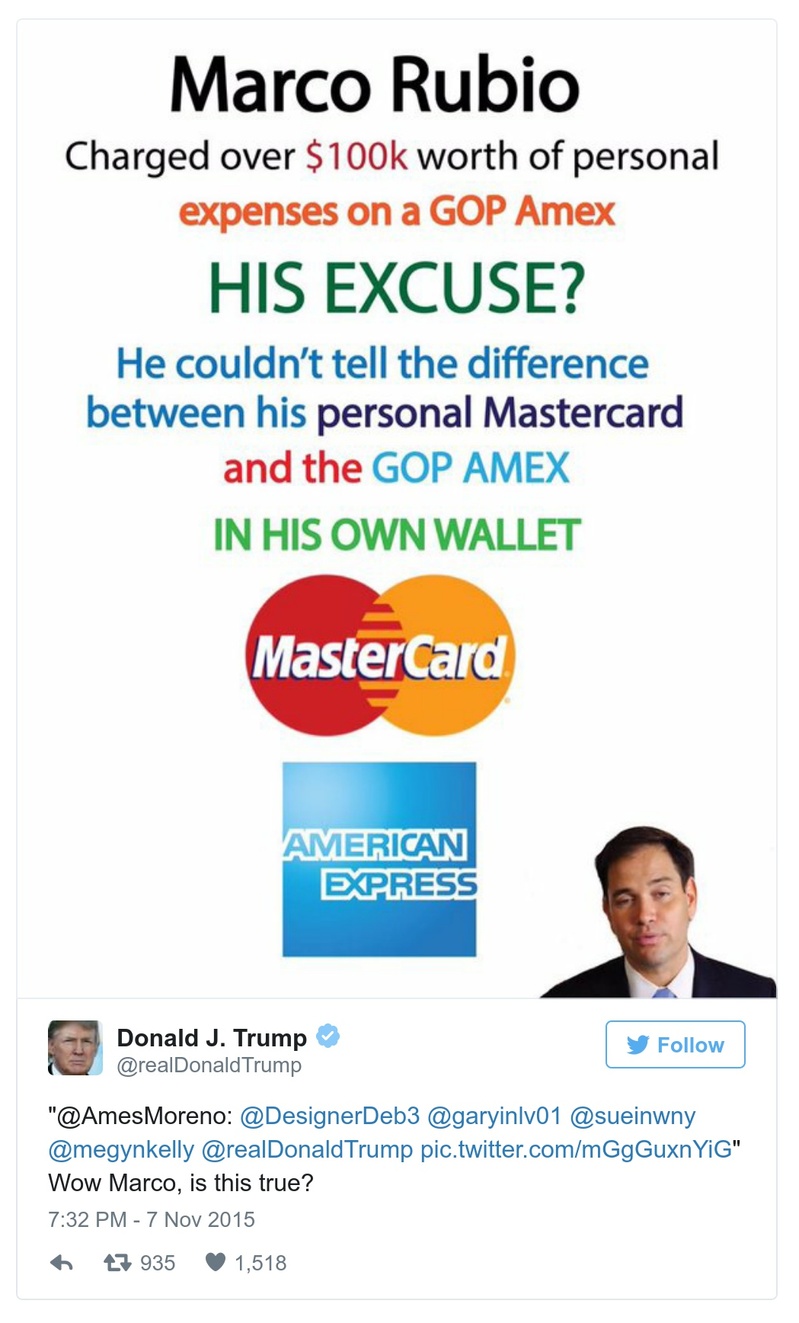 Marco Rubio
Charged over $100k worth of personal
expenses on a GOP Amex
HIS EXCUSE?
He couldn't tell the difference
between his personal Mastercard
and the GOP AMEX
IN HIS OWN WALLET
MasterCard
AMERICAN
EXPRESS
Donald J. Trump
@realDonaldTrump
Follow
"@AmesMoreno: @DesignerDeb3 @garyinlv01 @sueinwny
@megynkelly @realDonaldTrump pic.twitter.com/mGgGuxnYiG"
Wow Marco, is this true?
7:32 PM - 7 Nov 2015
935 1,518